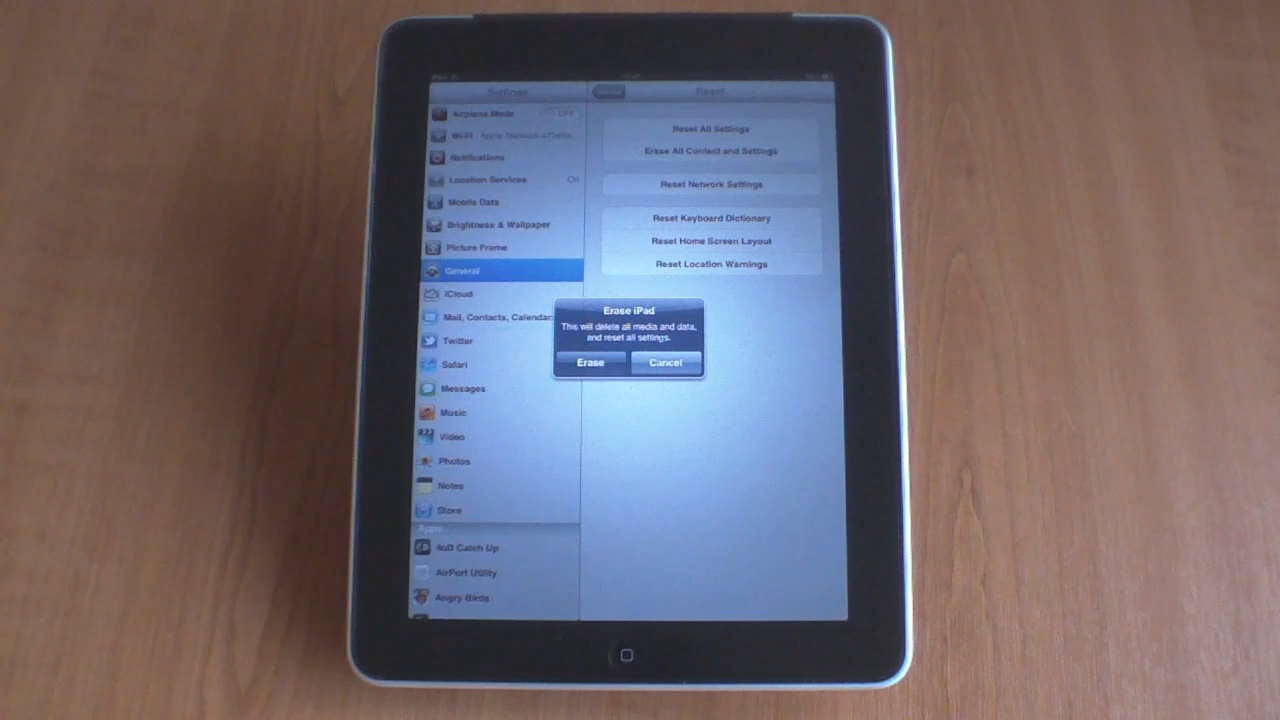 Settings
Reset
Airplane Mode OFF
Wi-Fi
Notifications
Location Services On
Mobile Data
Brightness & Wallpaper
Picture Frame
General
iCloud
Mail, Contacts, Calendars
Twitter
Safari
Messages
Music
Video
Photos
Notes
Store
Apps
4oD Catch Up
AirPort Utility
Angry Birds
Reset All Settings
Erase All Content and Settings
Reset Network Settings
Reset Keyboard Dictionary
Reset Home Screen Layout
Reset Location Warnings
Erase iPad
This will delete all media and data,
and reset all settings.
Erase Cancel